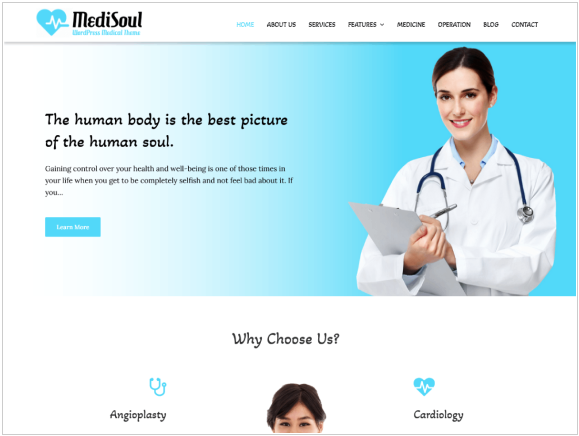 MediSoul
WordPress Medical Theme
HOME ABOUT US SERVICES FEATURES MEDICINE OPERATION BLOG CONTACT
The human body is the best picture
of the human soul.
Gaining control over your health and well-being is one of those times in
your life when you get to be completely selfish and not feel bad about it. If
you...
Learn More
Why Choose Us?
Angioplasty
Cardiology